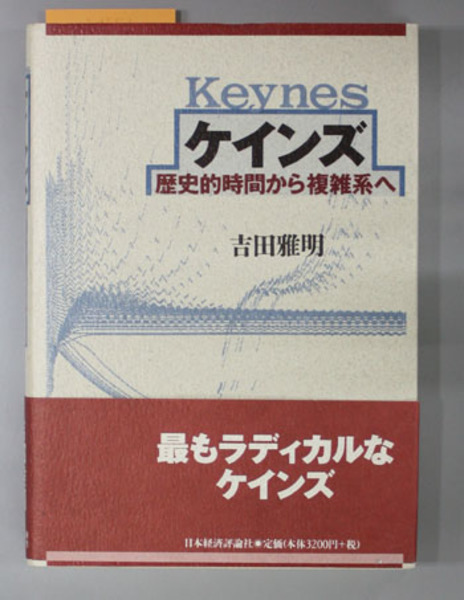 Keynes
ケインズ
歴史的時間から複雑系へ
吉田雅明
最もラディカルな
ケインズ
日本経済評論社●定価(本体3200円+税)